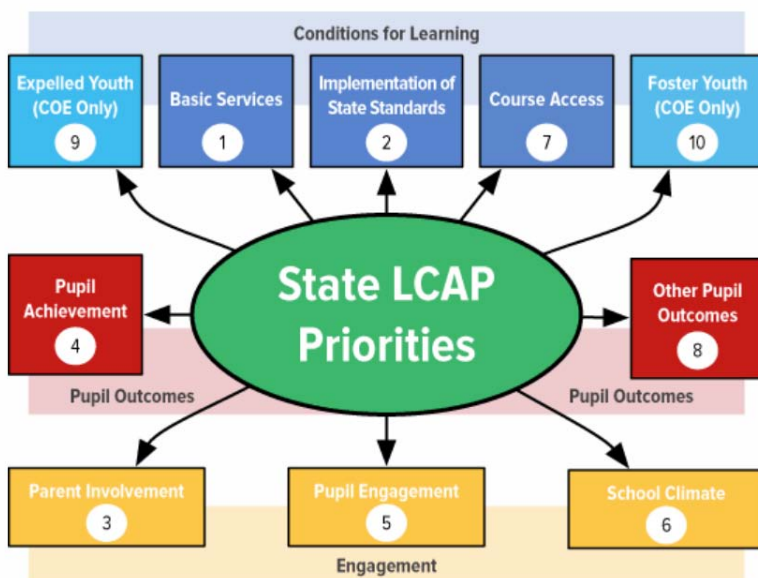 Conditions for Learning
Expelled Youth
(COE Only)
9
Basic Services
1
Implementation of
State Standards
2
Course Access
7
Foster Youth
(COE Only)
10
State LCAP
Priorities
Pupil
Achievement
4
Other Pupil
Outcomes
8
Pupil Outcomes
Pupil Outcomes
Parent Involvement
3
Pupil Engagement
5
School Climate
6
Engagement